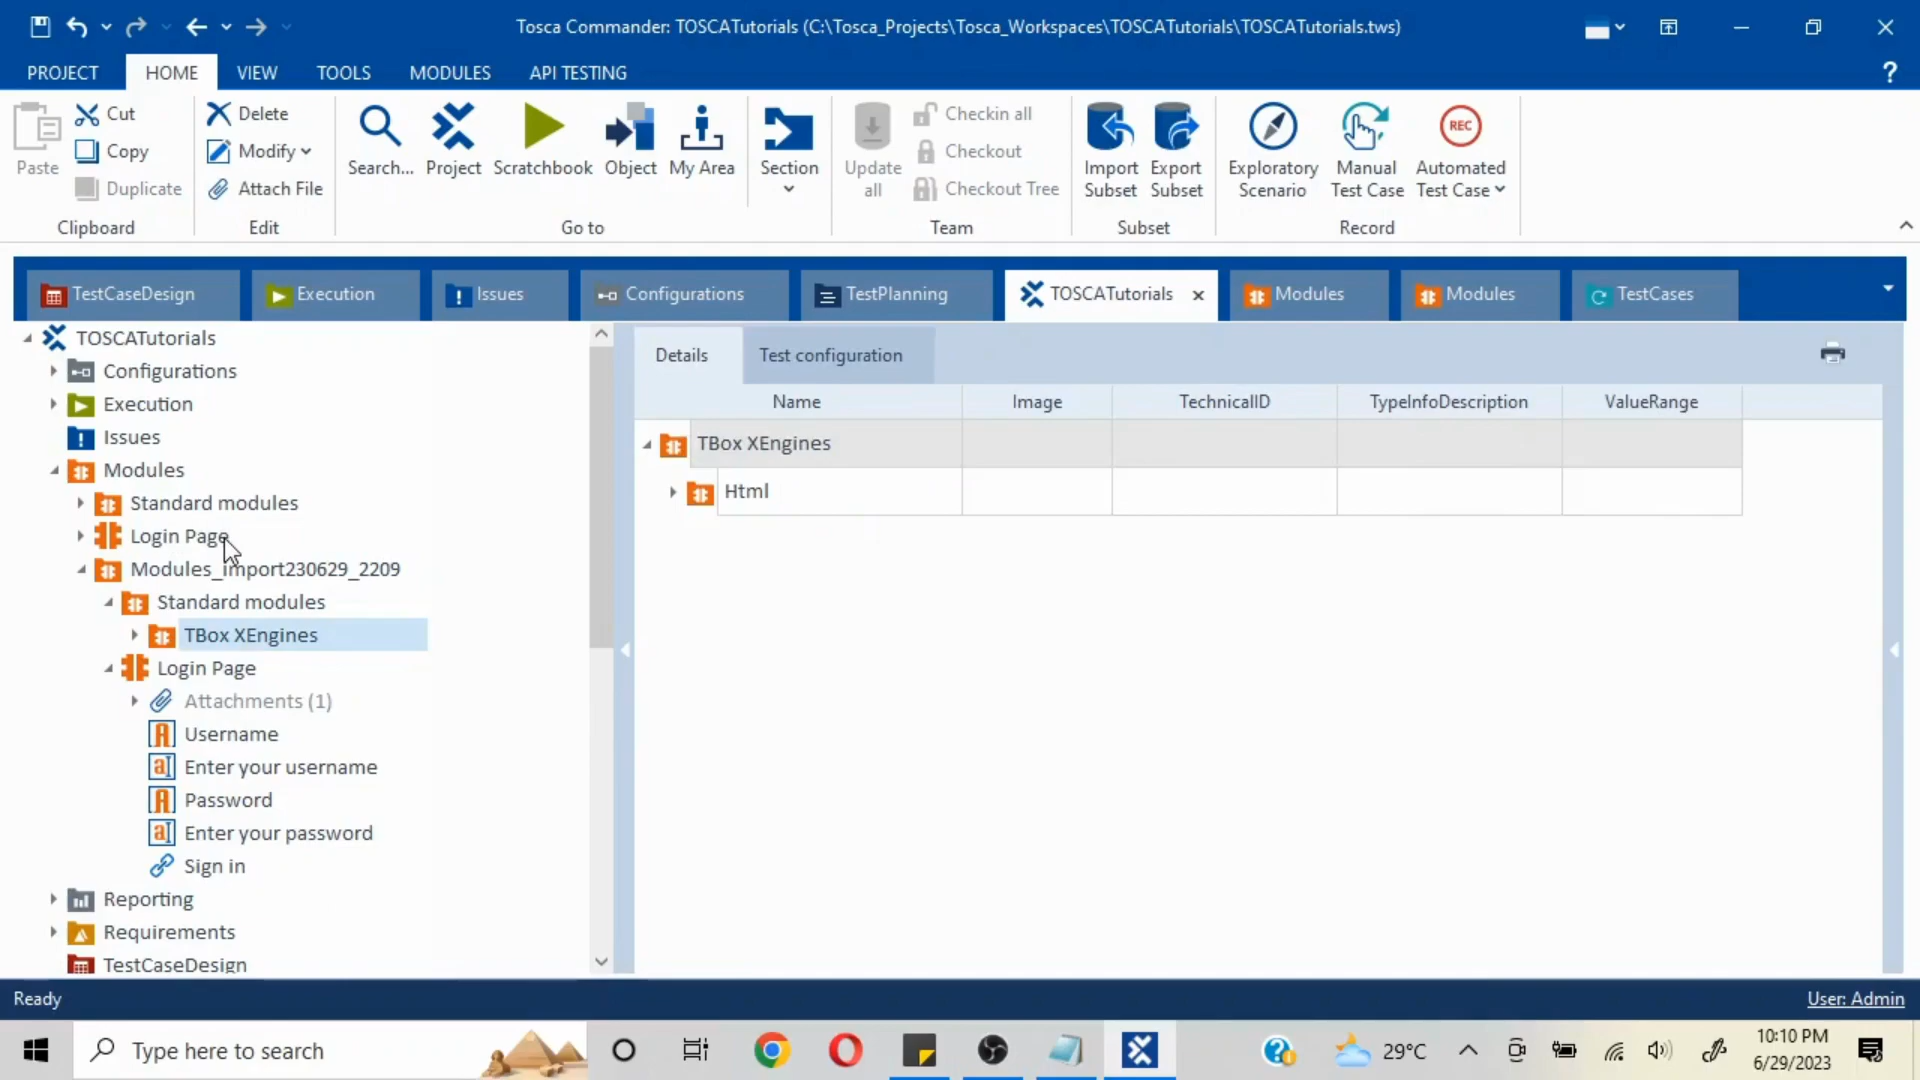 Tosca Commander: TOSCATutorials (C:\Tosca_Projects\Tosca_Workspaces\TOSCATutorials\TOSCATutorials.tws)
PROJECT HOME VIEW TOOLS MODULES API TESTING ?
Paste
Cut
Copy
Duplicate
Clipboard
Delete
Modify
Attach File
Edit
Search... Project Scratchbook Object My Area Section
Go to
Update all
Checkin all
Checkout
Checkout Tree
Team
Import Subset
Export Subset
Subset
Exploratory Scenario
Manual Test Case
REC
Automated Test Case
Record
TestCaseDesign Execution Issues Configurations TestPlanning TOSCATutorials Modules Modules TestCases
TOSCATutorials
Configurations
Execution
Issues
Modules
Standard modules
Login Page
Modules_import230629_2209
Standard modules
TBox XEngines
Login Page
Attachments (1)
Username
Enter your username
Password
Enter your password
Sign in
Reporting
Requirements
TestCaseDesign
Details Test configuration
Name Image TechnicalID TypeInfoDescription ValueRange
TBox XEngines
Html
Ready User: Admin
Type here to search
29°C
10:10 PM
6/29/2023